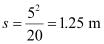 s = 5²/20 = 1.25 m